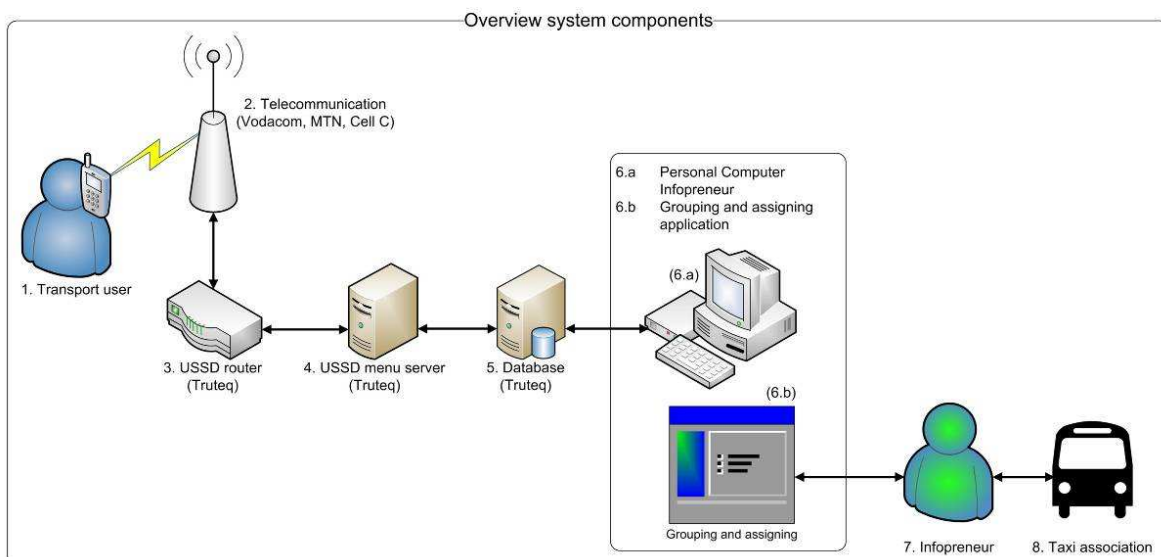 Overview system components
2. Telecommunication
(Vodacom, MTN, Cell C)
1. Transport user
3. USSD router
(Truteq)
4. USSD menu server
(Truteq)
5. Database
(Truteq)
6.a Personal Computer
Infopreneur
6.b Grouping and assigning
application
(6.a)
(6.b)
Grouping and assigning
7. Infopreneur
8. Taxi association